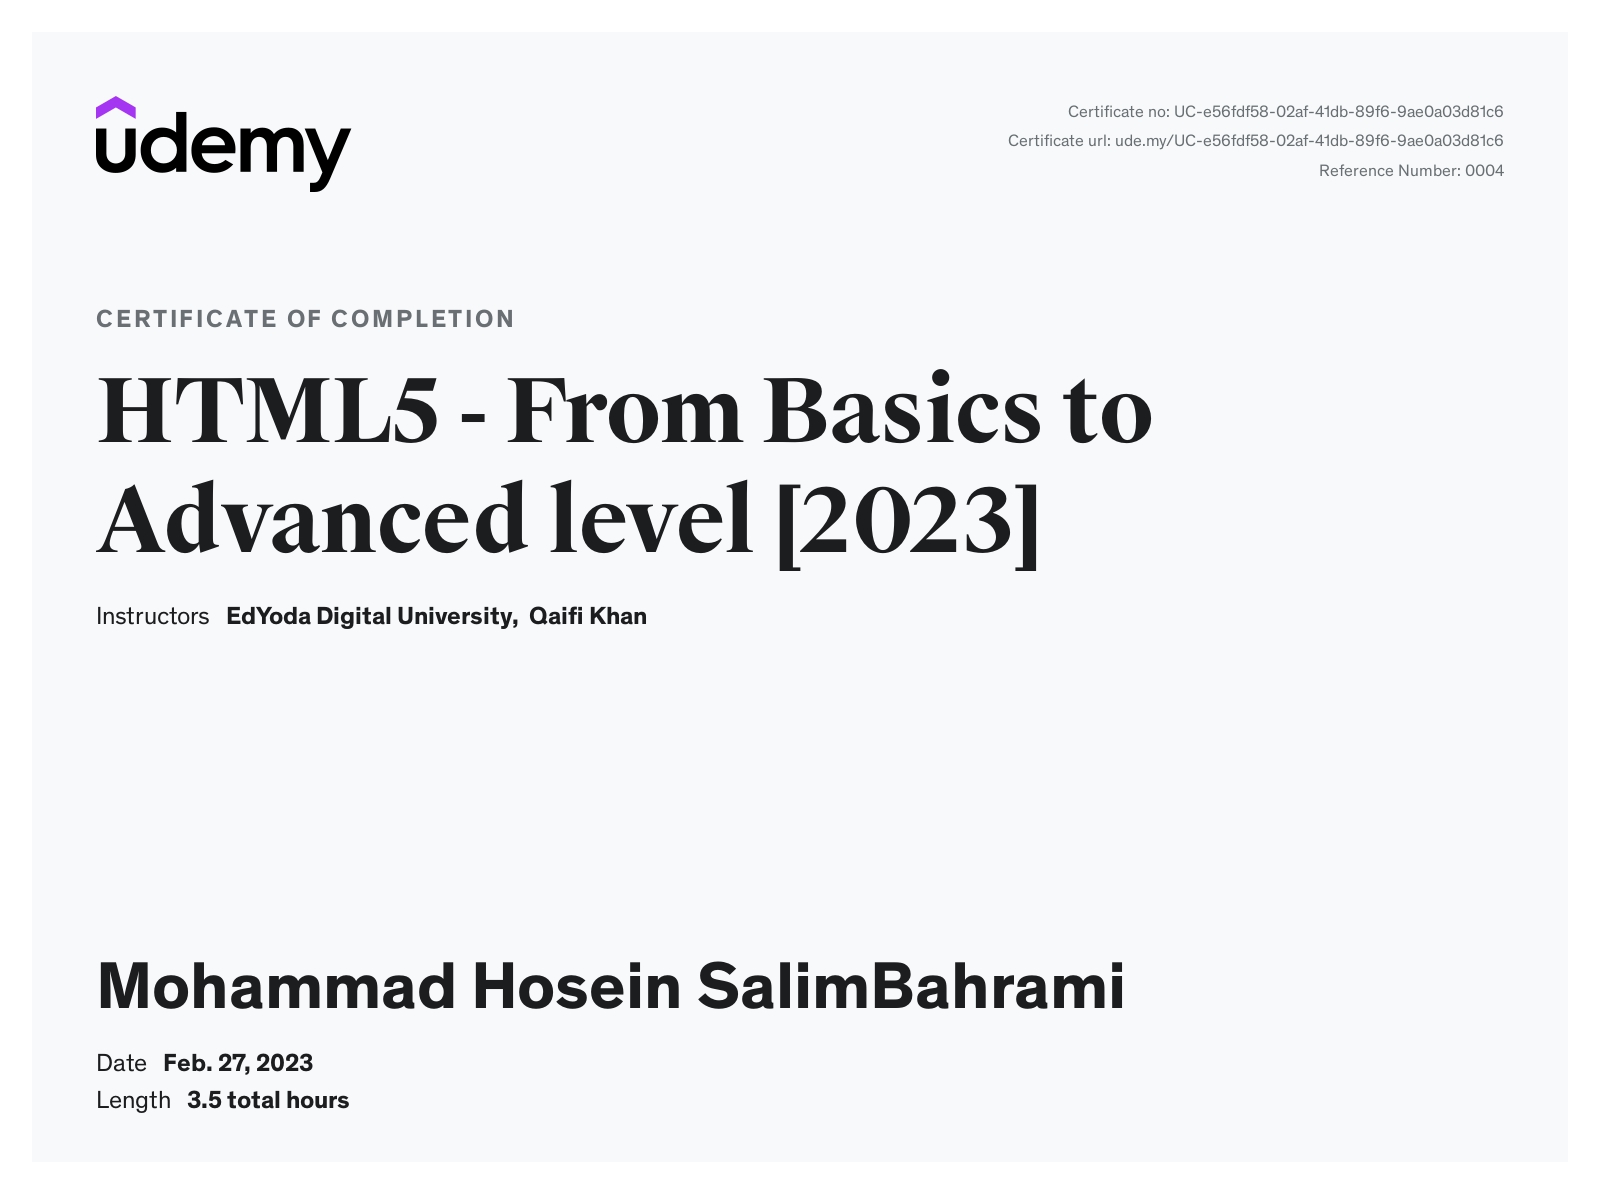 udemy
Certificate no: UC-e56fdf58-02af-41db-89f6-9ae0a03d81c6
Certificate url: ude.my/UC-e56fdf58-02af-41db-89f6-9ae0a03d81c6
Reference Number: 0004
CERTIFICATE OF COMPLETION
HTML5 - From Basics to
Advanced level [2023]
Instructors EdYoda Digital University, Qaifi Khan
Mohammad Hosein SalimBahrami
Date Feb. 27, 2023
Length 3.5 total hours